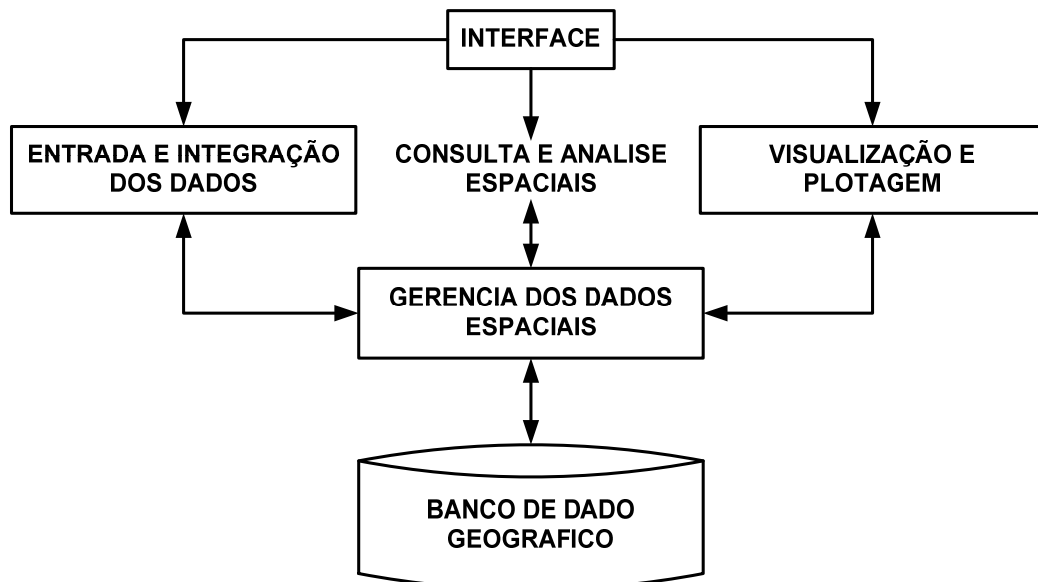 INTERFACE
ENTRADA E INTEGRAÇÃO
DOS DADOS
CONSULTA E ANALISE
ESPACIAIS
VISUALIZAÇÃO E
PLOTAGEM
GERENCIA DOS DADOS
ESPACIAIS
BANCO DE DADO
GEOGRAFICO